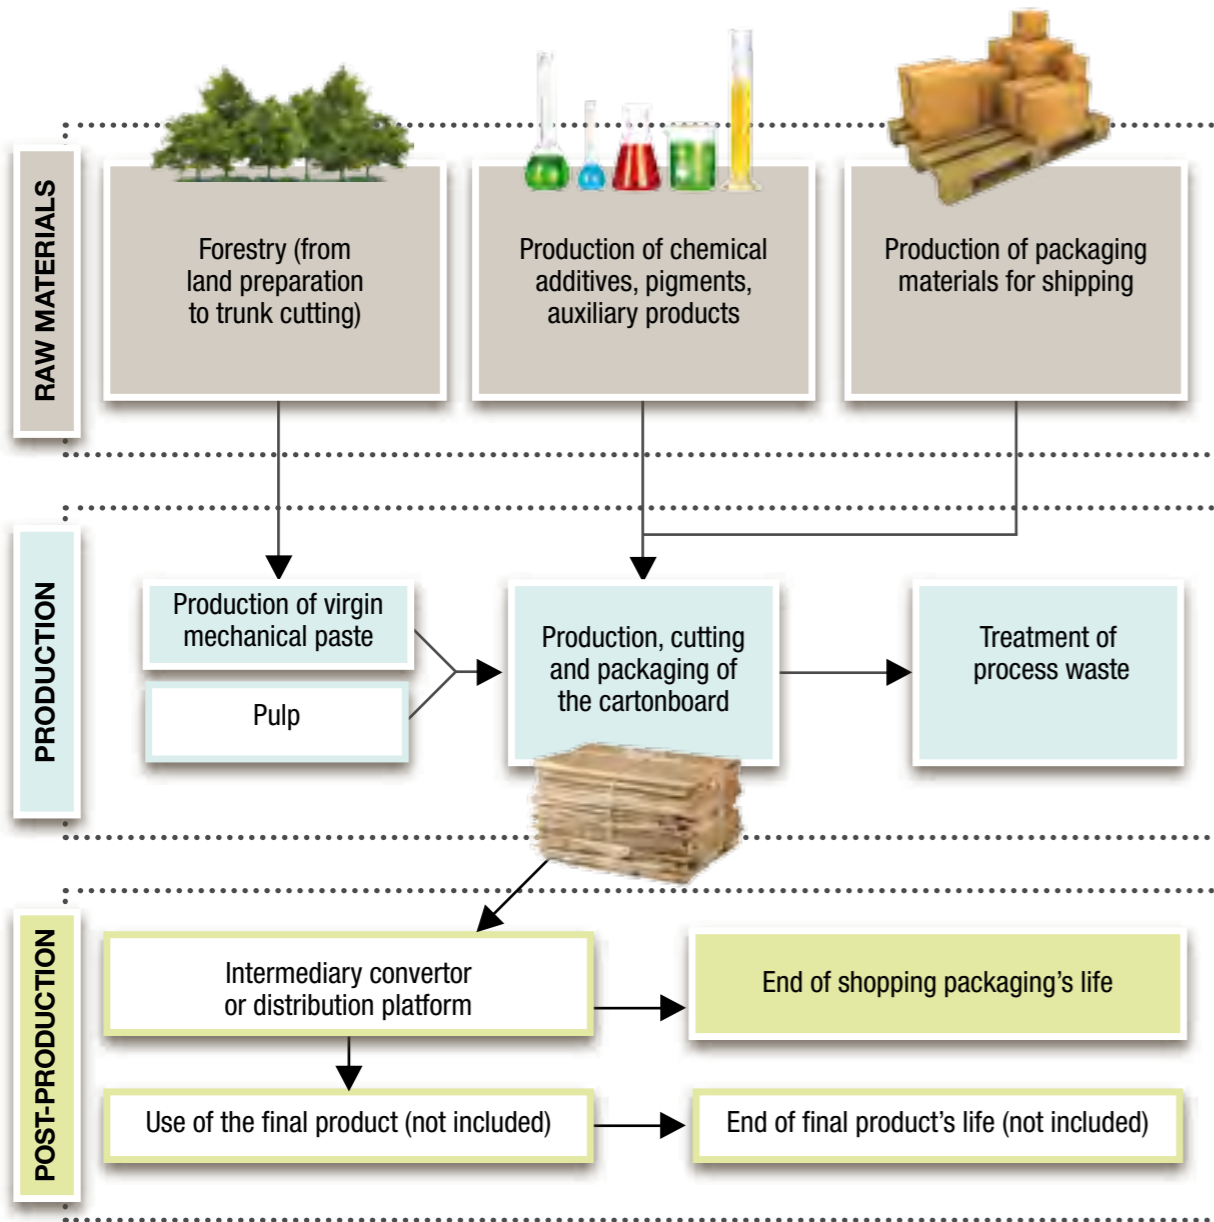 RAW MATERIALS
Forestry (from
land preparation
to trunk cutting)
Production of chemical
additives, pigments,
auxiliary products
Production of packaging
materials for shipping
PRODUCTION
Production of virgin
mechanical paste
Pulp
Production, cutting
and packaging of
the cartonboard
Treatment of
process waste
POST-PRODUCTION
Intermediary convertor
or distribution platform
End of shopping packaging's life
Use of the final product (not included)
End of final product's life (not included)